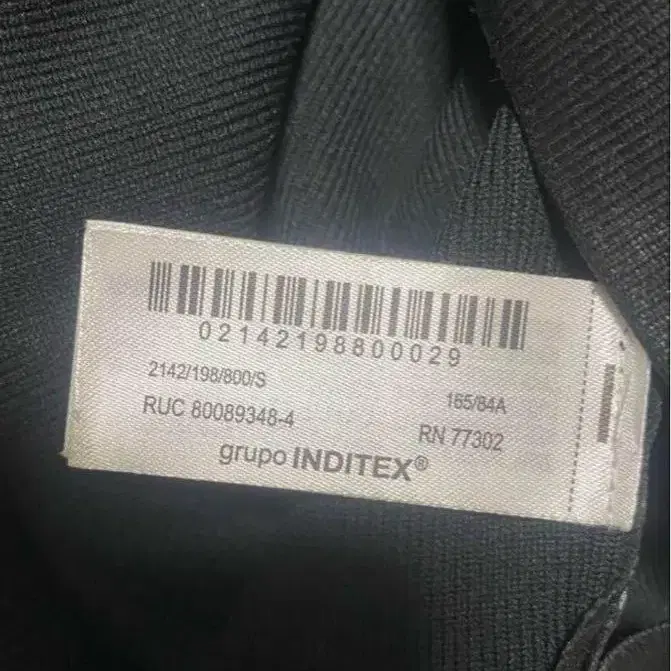 02142198800029
2142/198/800/S
165/84A
RUC 80089348-4
RN 77302
grupo INDITEX®